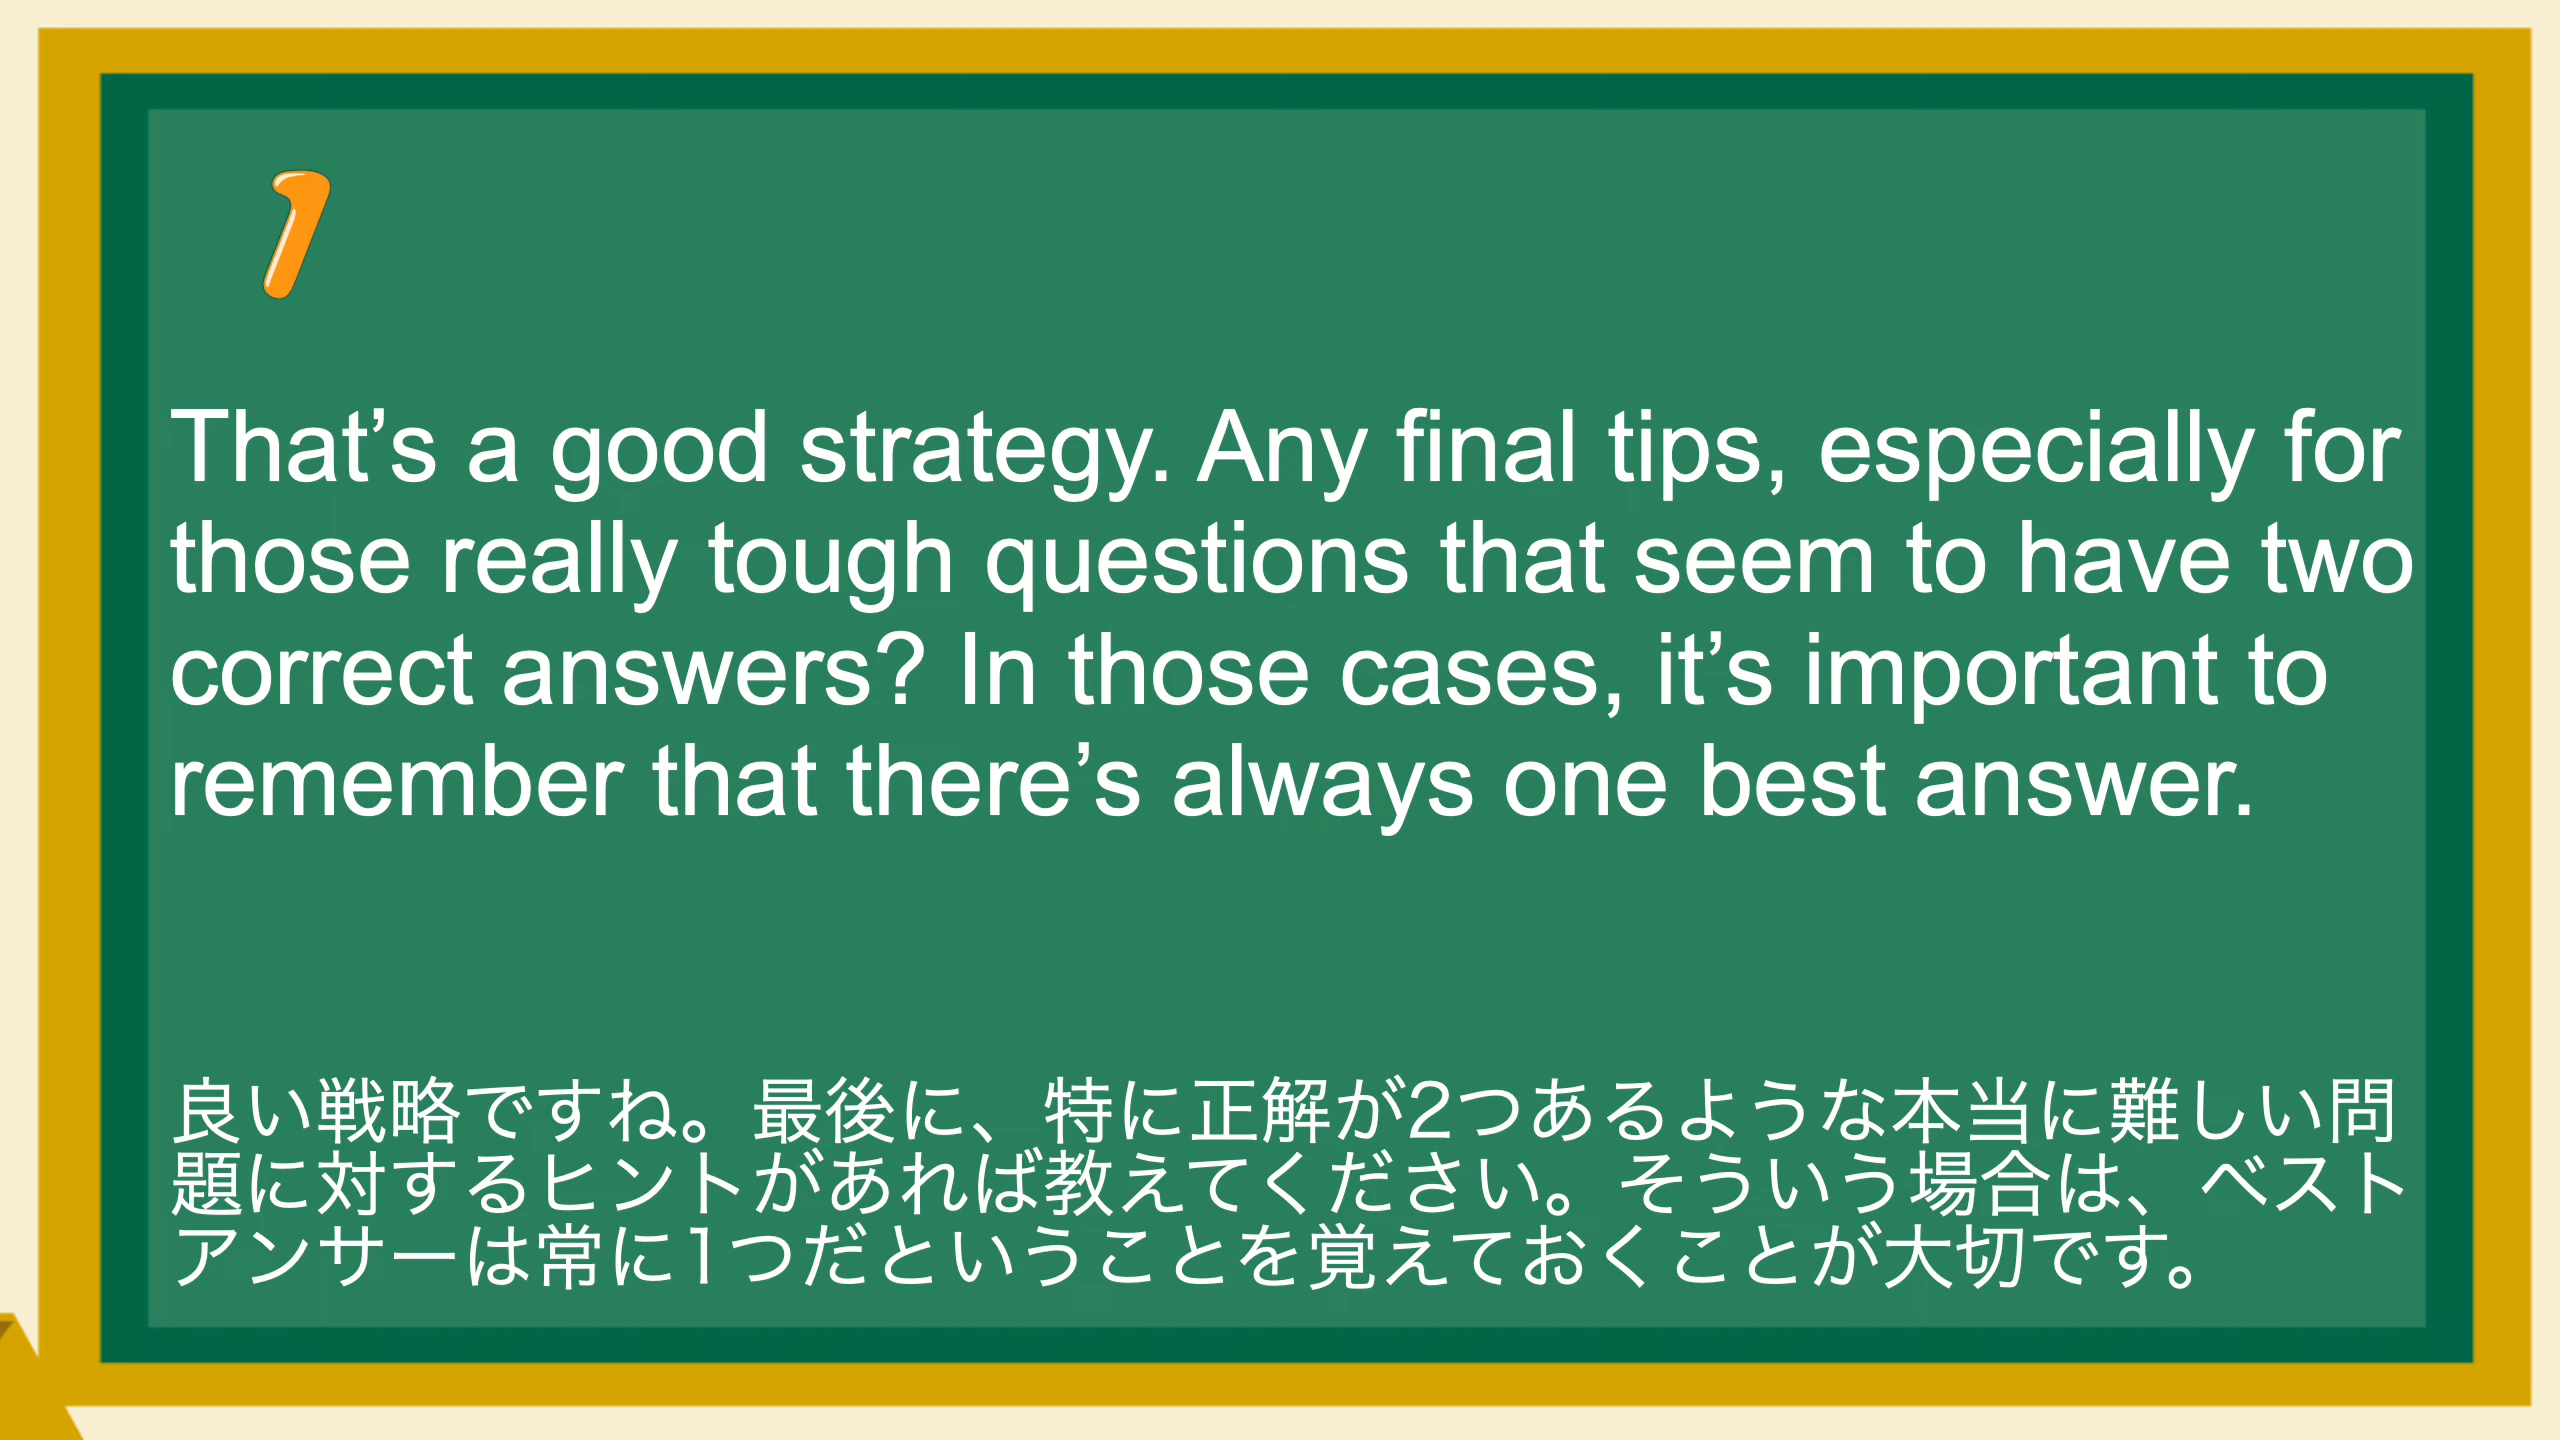 1
That’s a good strategy. Any final tips, especially for
those really tough questions that seem to have two
correct answers? In those cases, it’s important to
remember that there’s always one best answer.
良い戦略ですね。最後に、特に正解が2つあるような本当に難しい問
題に対するヒントがあれば教えてください。そういう場合は、ベスト
アンサーは常に1つだということを覚えておくことが大切です。